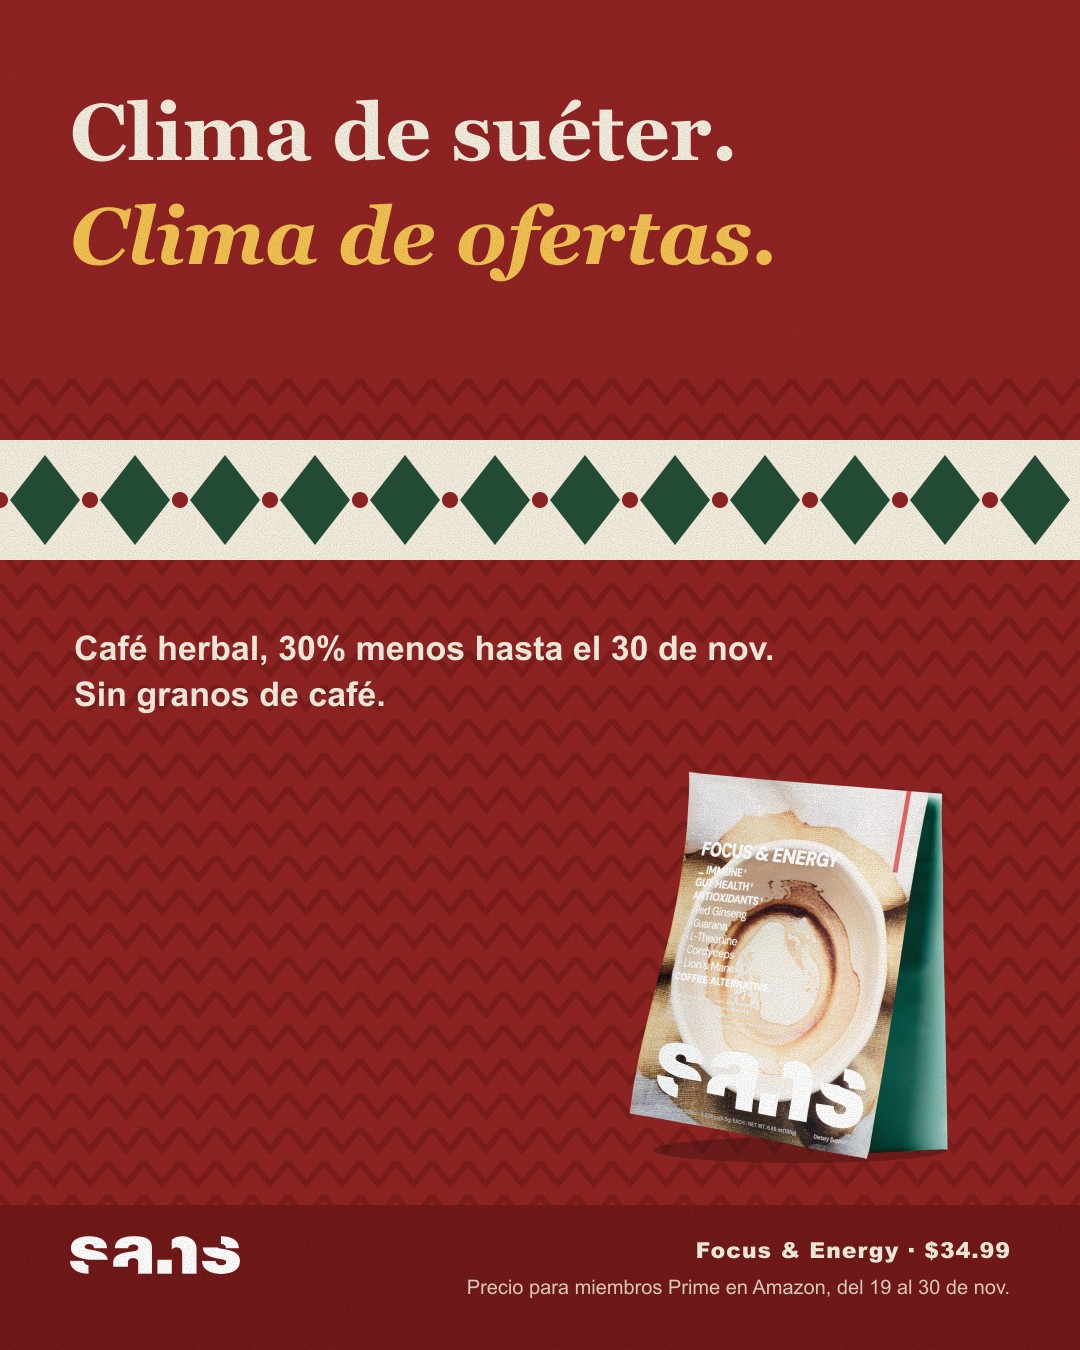 Clima de suéter.
Clima de ofertas.
Café herbal, 30% menos hasta el 30 de nov.
Sin granos de café.
FOCUS & ENERGY
IMMUNE
GUT HEALTH
ANTIOXIDANTS
Red Ginseng
Guarana
L-Theanine
Cordyceps
Lion's Mane
COFFEE ALTERNATIVE
sans
sans
Focus & Energy · $34.99
Precio para miembros Prime en Amazon, del 19 al 30 de nov.